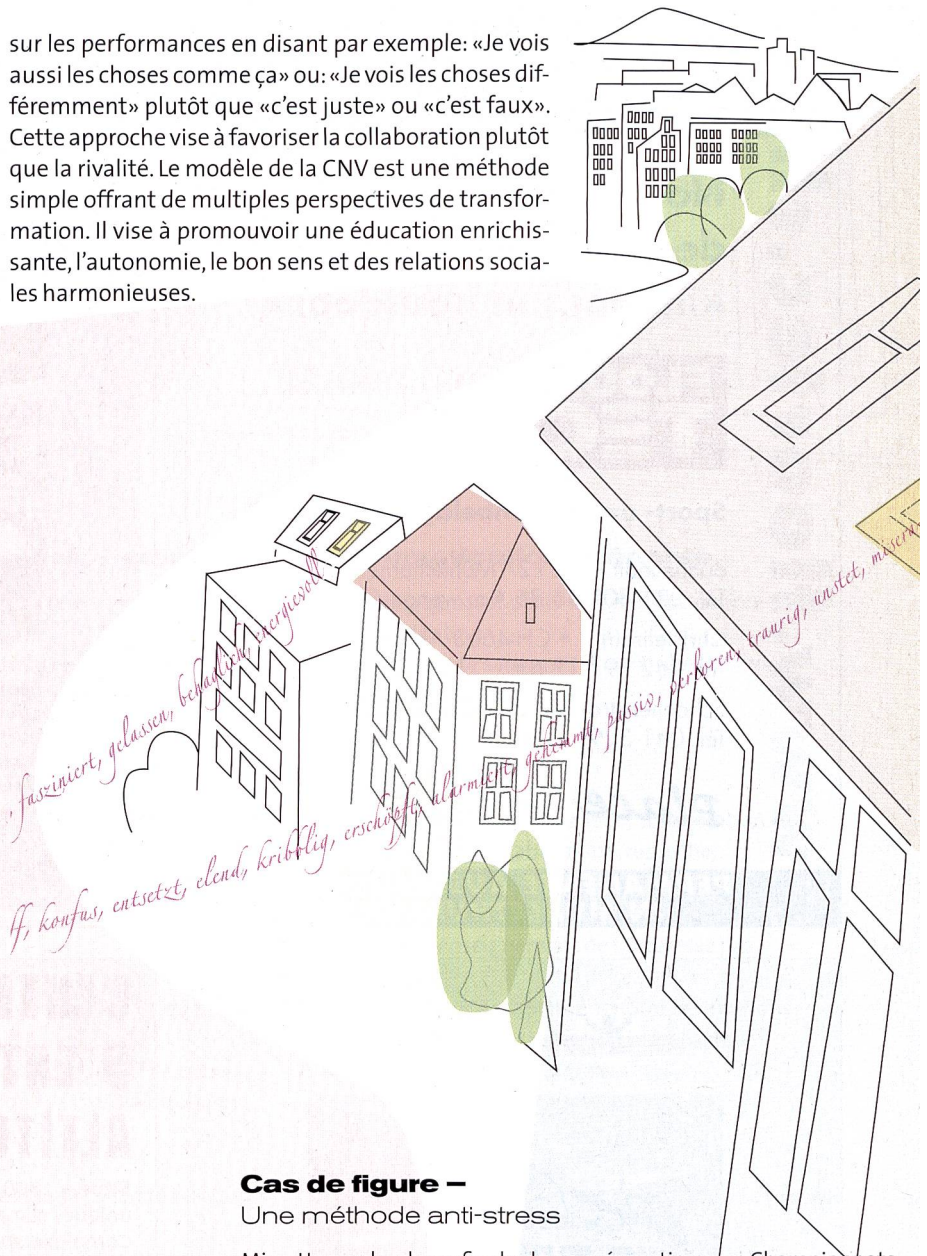 sur les performances en disant par exemple: «Je vois
aussi les choses comme ça» ou: «Je vois les choses dif-
féremment» plutôt que «c'est juste» ou «c'est faux».
Cette approche vise à favoriser la collaboration plutôt
que la rivalité. Le modèle de la CNV est une méthode
simple offrant de multiples perspectives de transfor-
mation. Il vise à promouvoir une éducation enrichis-
sante, l'autonomie, le bon sens et des relations socia-
les harmonieuses.
, fasziniert, gelassen, behaglich, energievoll
ff, konfus, entsetzt, elend, kribblig, erschöpft, alarmiert, gehemmt, passiv, verloren, traurig, unstet, misera
Cas de figure –
Une méthode anti-stress